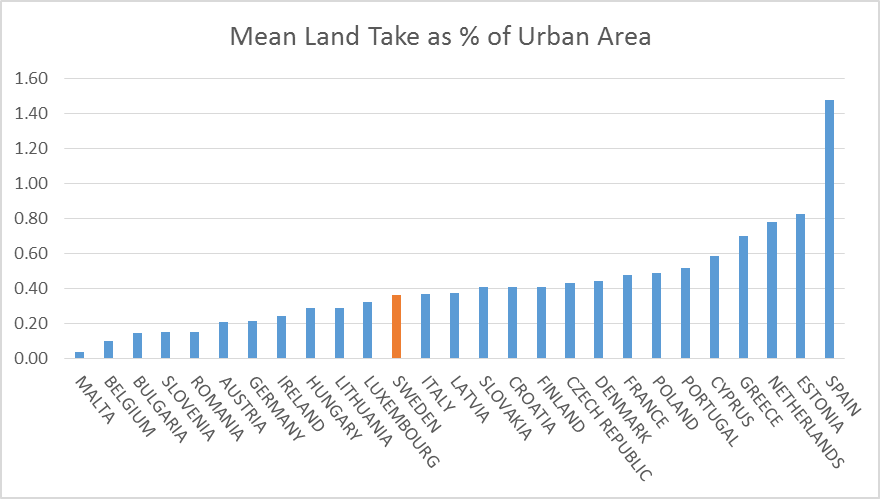 Mean Land Take as % of Urban Area
1.60
1.40
1.20
1.00
0.80
0.60
0.40
0.20
0.00
MALTA
BELGIUM
BULGARIA
SLOVENIA
ROMANIA
AUSTRIA
GERMANY
IRELAND
HUNGARY
LITHUANIA
LUXEMBOURG
SWEDEN
ITALY
LATVIA
SLOVAKIA
CROATIA
FINLAND
CZECH REPUBLIC
DENMARK
FRANCE
POLAND
PORTUGAL
CYPRUS
GREECE
NETHERLANDS
ESTONIA
SPAIN